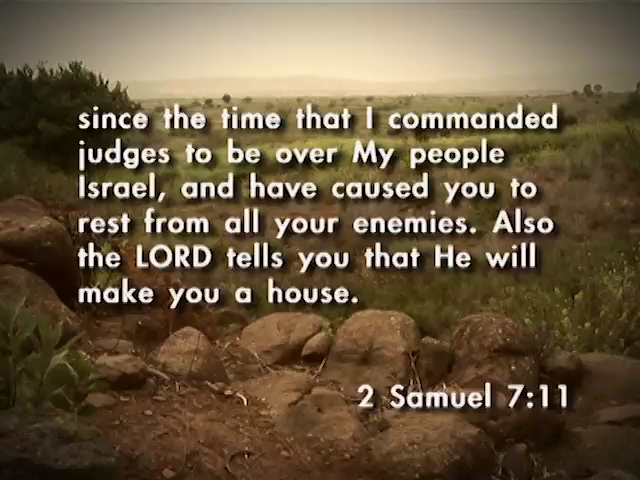 since the time that I commanded
judges to be over My people
Israel, and have caused you to
rest from all your enemies. Also
the LORD tells you that He will
make you a house.
2 Samuel 7:11